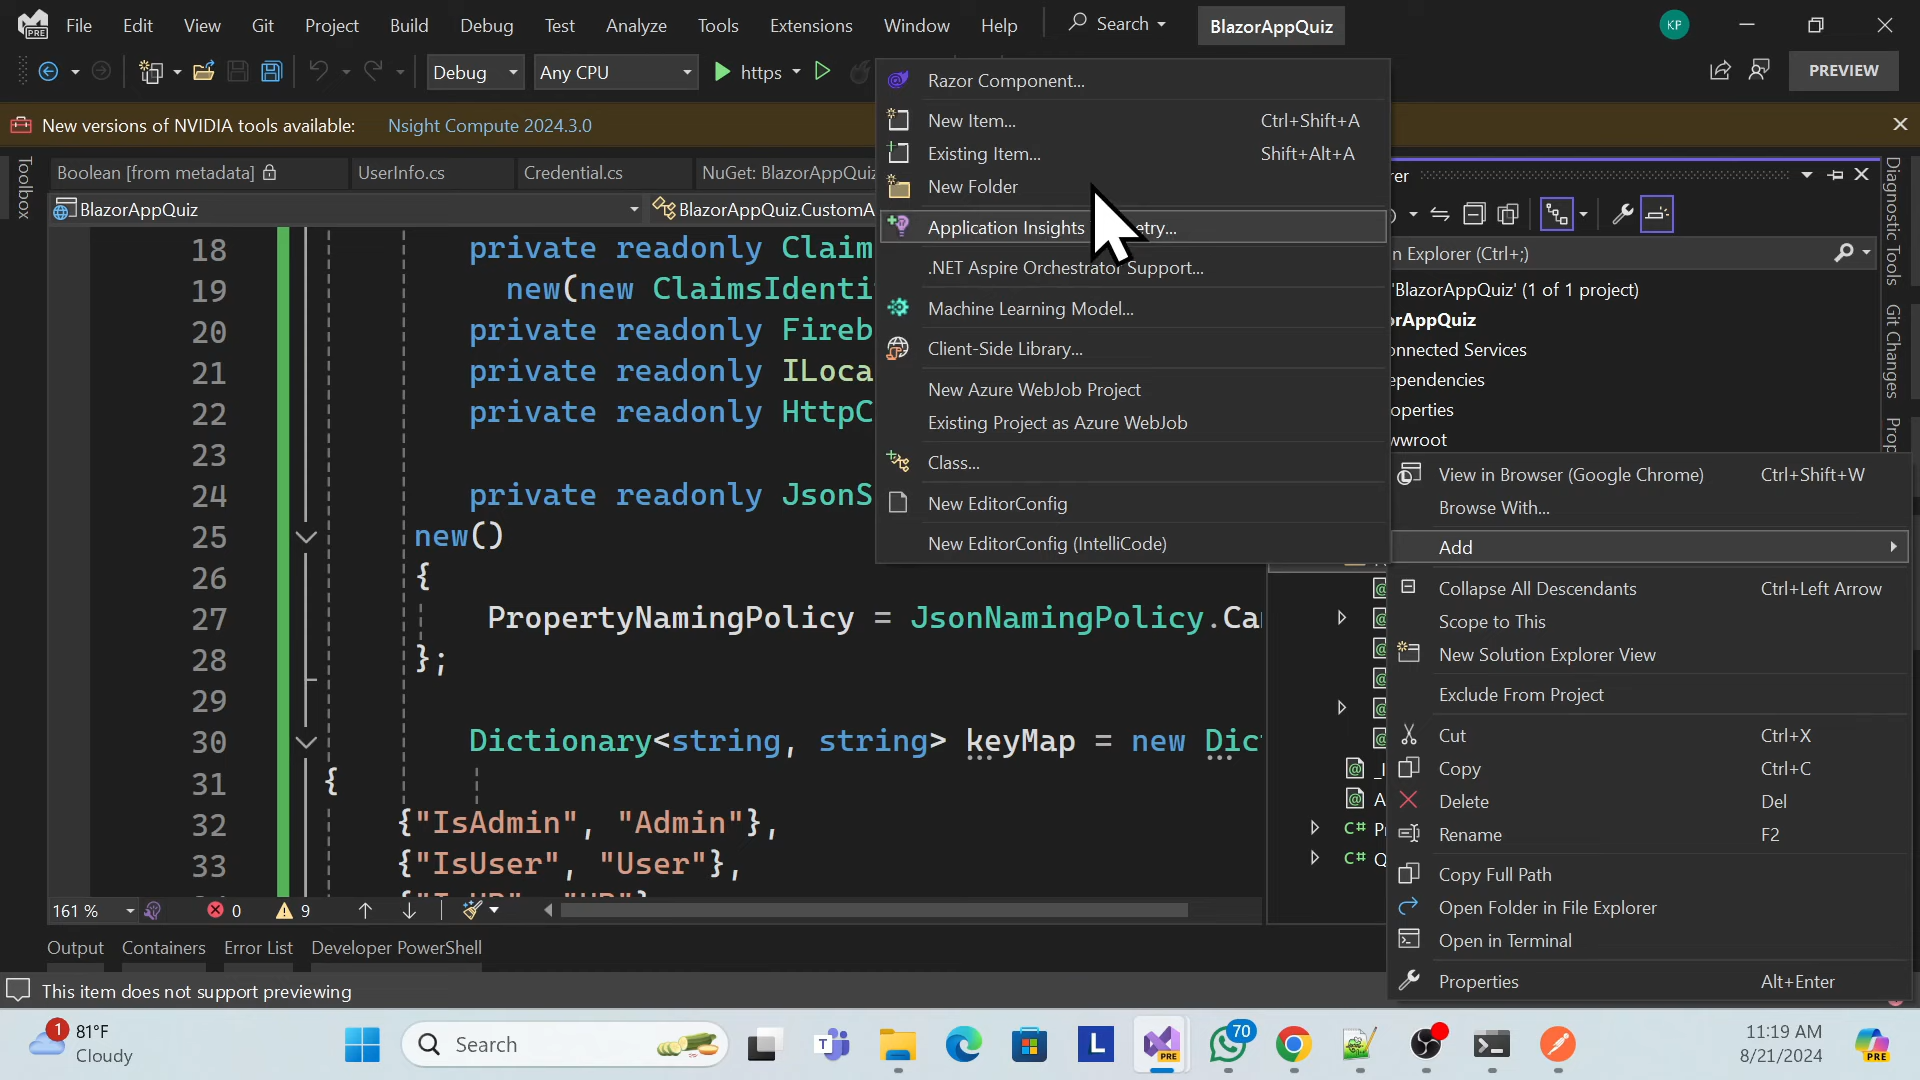 File Edit View Git Project Build Debug Test Analyze Tools Extensions Window Help Search BlazorAppQuiz KP
Debug Any CPU https PREVIEW
New versions of NVIDIA tools available: Nsight Compute 2024.3.0
Boolean [from metadata] UserInfo.cs Credential.cs NuGet: BlazorAppQuiz
BlazorAppQuiz BlazorAppQuiz.CustomA
Toolbox
18 private readonly Claim
19 new(new ClaimsIdenti
20 private readonly Fireb
21 private readonly ILoca
22 private readonly HttpC
23
24 private readonly JsonS
25 new()
26 {
27 PropertyNamingPolicy = JsonNamingPolicy.Ca
28 };
29
30 Dictionary<string, string> keyMap = new Dic
31 {
32 {"IsAdmin", "Admin"},
33 {"IsUser", "User"},
161 % 0 9
Output Containers Error List Developer PowerShell
This item does not support previewing
Razor Component...
New Item... Ctrl+Shift+A
Existing Item... Shift+Alt+A
New Folder
Application Insights etry...
.NET Aspire Orchestrator Support...
Machine Learning Model...
Client-Side Library...
New Azure WebJob Project
Existing Project as Azure WebJob
Class...
New EditorConfig
New EditorConfig (IntelliCode)
rer
n Explorer (Ctrl+;)
'BlazorAppQuiz' (1 of 1 project)
rAppQuiz
onnected Services
ependencies
operties
wwroot
Diagnostic Tools
Git Changes
Prop
View in Browser (Google Chrome) Ctrl+Shift+W
Browse With...
Add
Collapse All Descendants Ctrl+Left Arrow
Scope to This
New Solution Explorer View
Exclude From Project
Cut Ctrl+X
Copy Ctrl+C
Delete Del
Rename F2
Copy Full Path
Open Folder in File Explorer
Open in Terminal
Properties Alt+Enter
_I
A
C# P
C# Q
1 81°F
Cloudy
Search
PRE
70
11:19 AM
8/21/2024
PRE